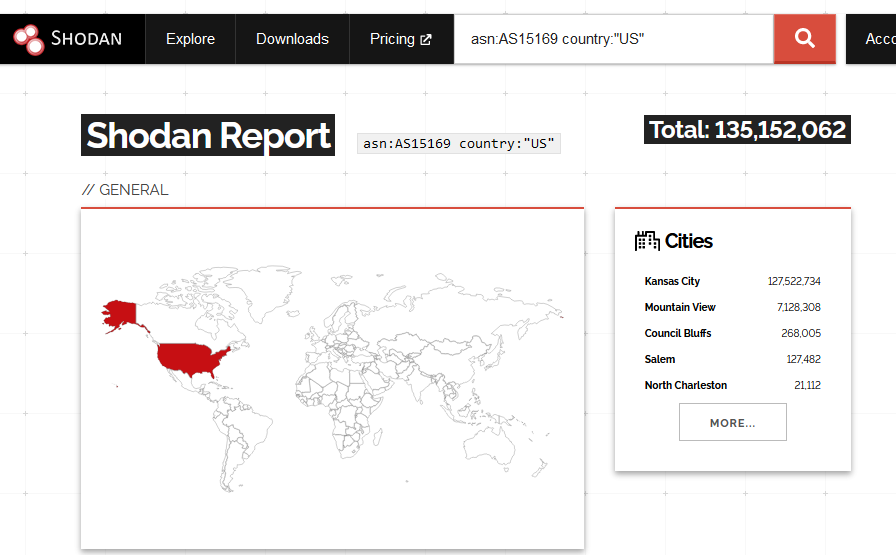 SHODAN Explore Downloads Pricing asn:AS15169 country:"US" Acco
Shodan Report asn:AS15169 country:"US" Total: 135,152,062
// GENERAL
Cities
Kansas City 127,522,734
Mountain View 7,128,308
Council Bluffs 268,005
Salem 127,482
North Charleston 21,112
MORE...